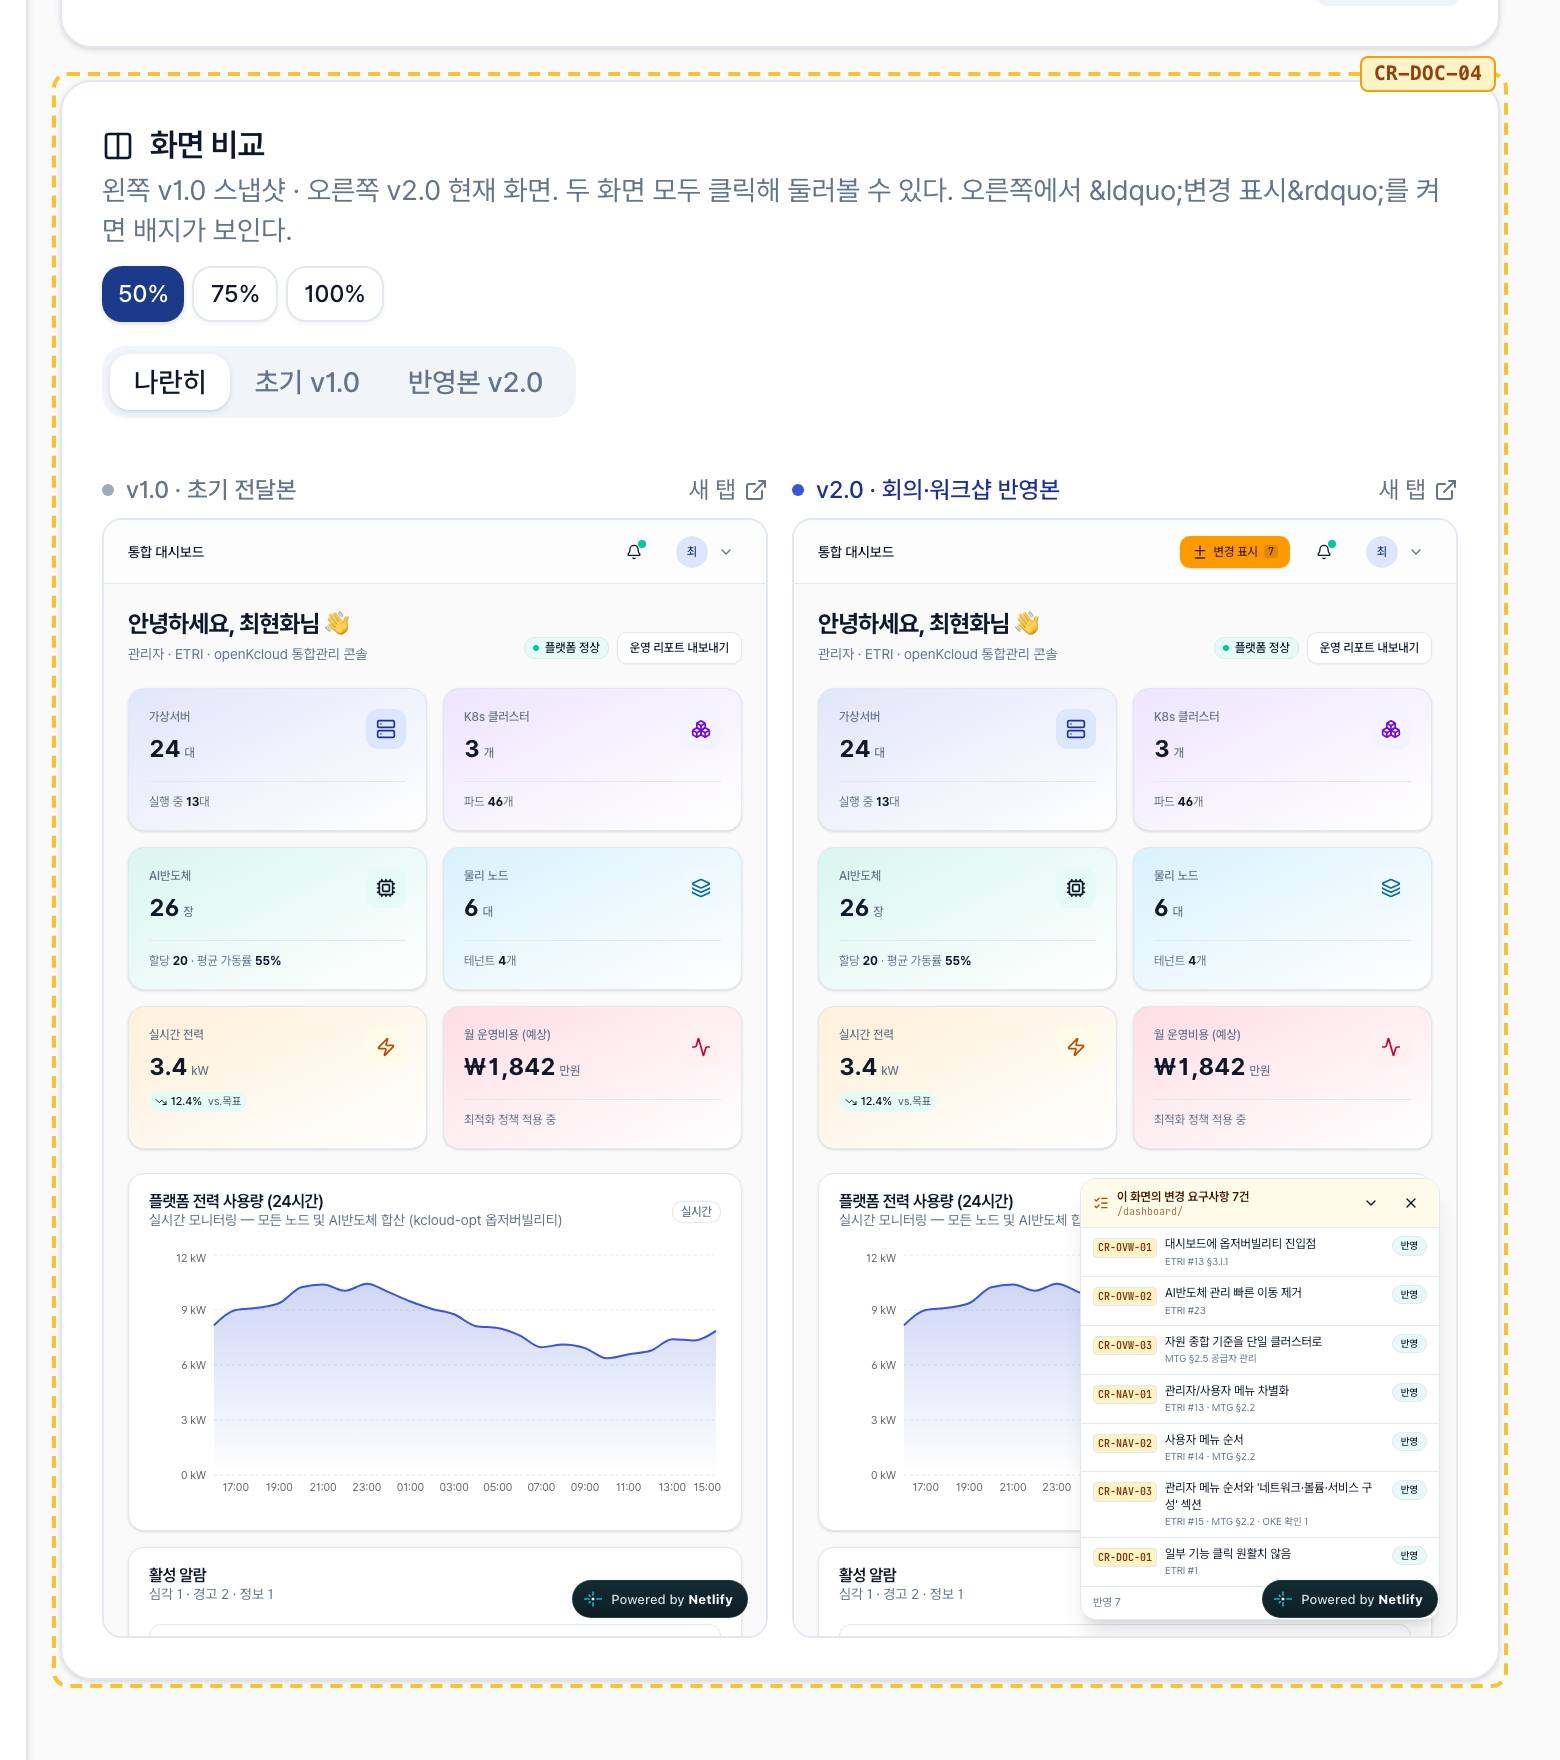 CR-DOC-04
화면 비교
왼쪽 v1.0 스냅샷 · 오른쪽 v2.0 현재 화면. 두 화면 모두 클릭해 둘러볼 수 있다. 오른쪽에서 &ldquo;변경 표시&rdquo;를 켜
면 배지가 보인다.
50% 75% 100%
나란히 초기 v1.0 반영본 v2.0
v1.0 · 초기 전달본 새 탭
통합 대시보드 최
안녕하세요, 최현화님 👋
관리자 · ETRI · openKcloud 통합관리 콘솔
플랫폼 정상 운영 리포트 내보내기
가상서버
24 대
실행 중 13대
K8s 클러스터
3 개
파드 46개
AI반도체
26 장
할당 20 · 평균 가동률 55%
물리 노드
6 대
테넌트 4개
실시간 전력
3.4 kW
12.4% vs.목표
월 운영비용 (예상)
₩1,842 만원
최적화 정책 적용 중
플랫폼 전력 사용량 (24시간)
실시간 모니터링 — 모든 노드 및 AI반도체 합산 (kcloud-opt 옵저버빌리티)
실시간
12 kW
9 kW
6 kW
3 kW
0 kW
17:00 19:00 21:00 23:00 01:00 03:00 05:00 07:00 09:00 11:00 13:00 15:00
활성 알람
심각 1 · 경고 2 · 정보 1
Powered by Netlify
v2.0 · 회의·워크샵 반영본 새 탭
통합 대시보드 변경 표시 7 최
안녕하세요, 최현화님 👋
관리자 · ETRI · openKcloud 통합관리 콘솔
플랫폼 정상 운영 리포트 내보내기
가상서버
24 대
실행 중 13대
K8s 클러스터
3 개
파드 46개
AI반도체
26 장
할당 20 · 평균 가동률 55%
물리 노드
6 대
테넌트 4개
실시간 전력
3.4 kW
12.4% vs.목표
월 운영비용 (예상)
₩1,842 만원
최적화 정책 적용 중
플랫폼 전력 사용량 (24시간)
실시간 모니터링 — 모든 노드 및 AI반도체 합
12 kW
9 kW
6 kW
3 kW
0 kW
17:00 19:00 21:00 23:00
활성 알람
심각 1 · 경고 2 · 정보 1
이 화면의 변경 요구사항 7건
/dashboard/
CR-OVW-01 대시보드에 옵저버빌리티 진입점 반영
ETRI #13 §3.1.1
CR-OVW-02 AI반도체 관리 빠른 이동 제거 반영
ETRI #23
CR-OVW-03 자원 종합 기준을 단일 클러스터로 반영
MTG §2.5 공급자 관리
CR-NAV-01 관리자/사용자 메뉴 차별화 반영
ETRI #13 · MTG §2.2
CR-NAV-02 사용자 메뉴 순서 반영
ETRI #14 · MTG §2.2
CR-NAV-03 관리자 메뉴 순서와 '네트워크·볼륨·서비스 구 반영
성' 섹션
ETRI #15 · MTG §2.2 · OKE 확인 1
CR-DOC-01 일부 기능 클릭 원활치 않음 반영
ETRI #1
반영 7
Powered by Netlify